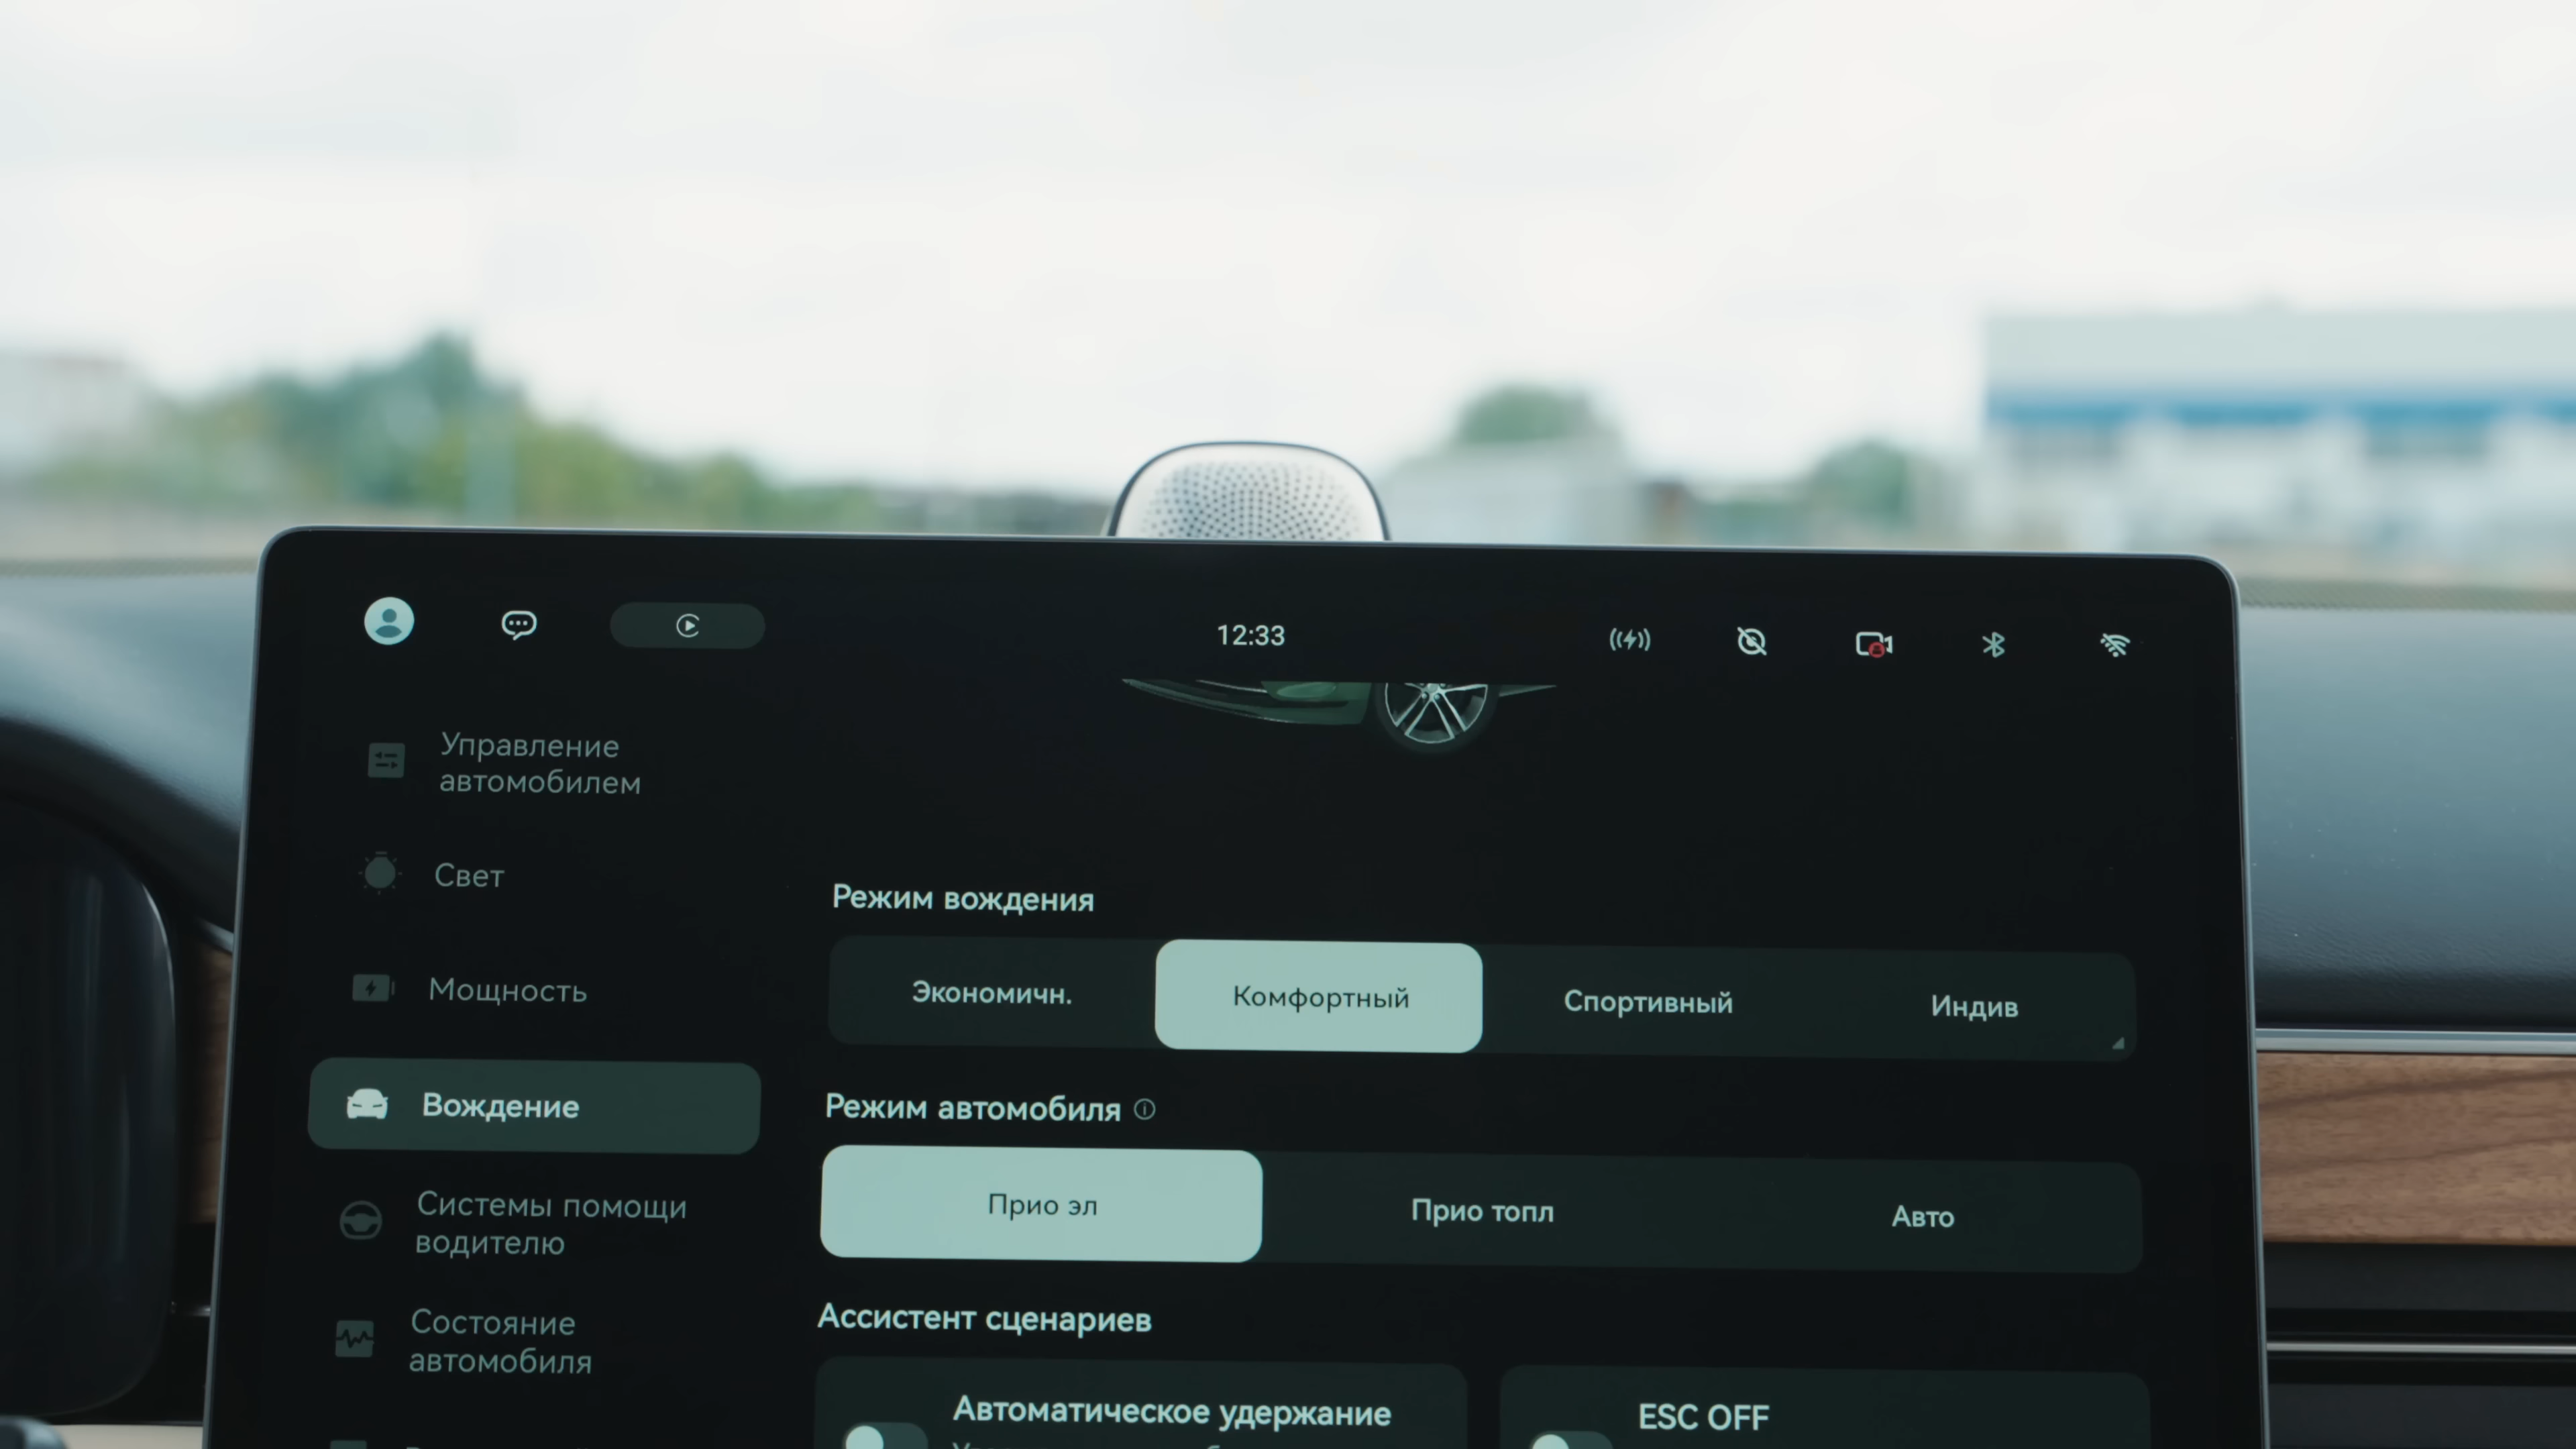 12:33
Управление
автомобилем
Свет
Мощность
Вождение
Системы помощи
водителю
Состояние
автомобиля
Режим вождения
Экономичн.
Комфортный
Спортивный
Индив
Режим автомобиля
Прио эл
Прио топл
Авто
Ассистент сценариев
Автоматическое удержание
ESC OFF